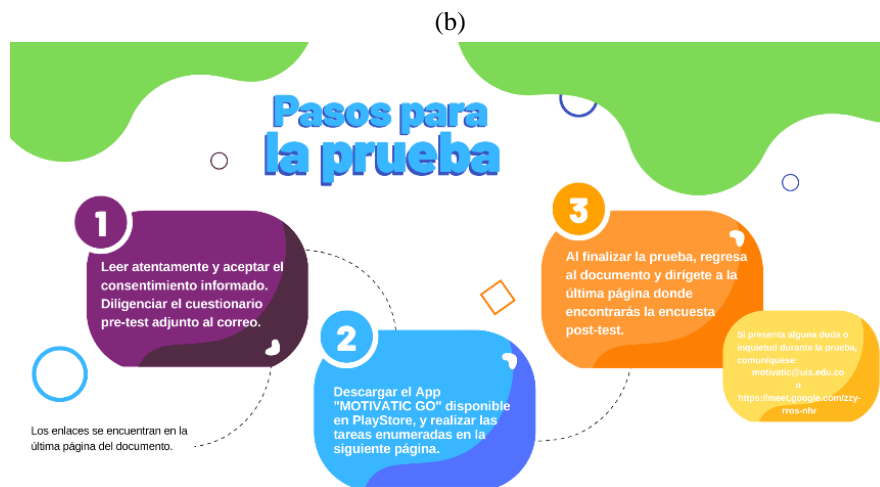 (b)
Pasos para
la prueba
1
Leer atentamente y aceptar el
consentimiento informado.
Diligenciar el cuestionario
pre-test adjunto al correo.
Los enlaces se encuentran en la
última página del documento.
2
Descargar el App
"MOTIVATIC GO" disponible
en PlayStore, y realizar las
tareas enumeradas en la
siguiente página.
3
Al finalizar la prueba, regresa
al documento y dirígete a la
última página donde
encontrarás la encuesta
post-test.
Si presenta alguna duda o
inquietud durante la prueba,
comuníquese:
motivatic@uis.edu.co
o
https://meet.google.com/zzy-
rros-nhr